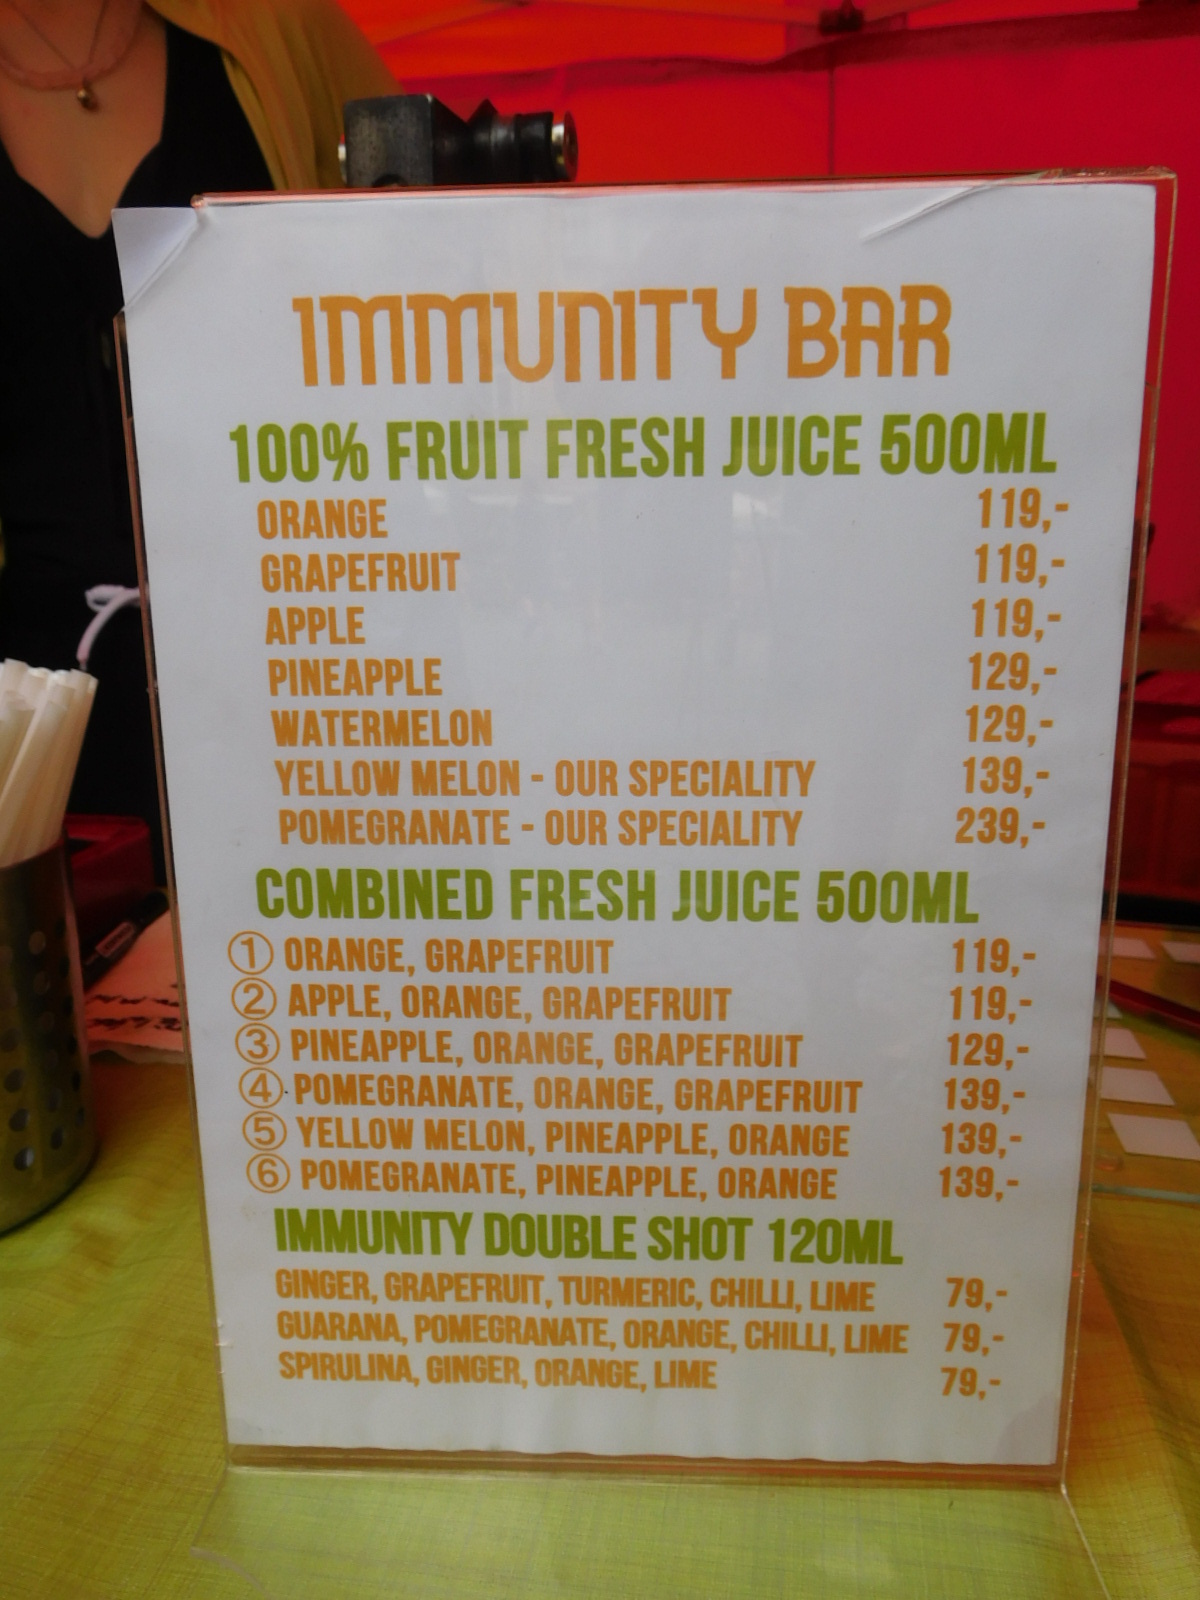 IMMUNITY BAR
100% FRUIT FRESH JUICE 500ML
ORANGE 119,-
GRAPEFRUIT 119,-
APPLE 119,-
PINEAPPLE 129,-
WATERMELON 129,-
YELLOW MELON - OUR SPECIALITY 139,-
POMEGRANATE - OUR SPECIALITY 239,-
COMBINED FRESH JUICE 500ML
① ORANGE, GRAPEFRUIT 119,-
② APPLE, ORANGE, GRAPEFRUIT 119,-
③ PINEAPPLE, ORANGE, GRAPEFRUIT 129,-
④ POMEGRANATE, ORANGE, GRAPEFRUIT 139,-
⑤ YELLOW MELON, PINEAPPLE, ORANGE 139,-
⑥ POMEGRANATE, PINEAPPLE, ORANGE 139,-
IMMUNITY DOUBLE SHOT 120ML
GINGER, GRAPEFRUIT, TURMERIC, CHILLI, LIME 79,-
GUARANA, POMEGRANATE, ORANGE, CHILLI, LIME 79,-
SPIRULINA, GINGER, ORANGE, LIME 79,-